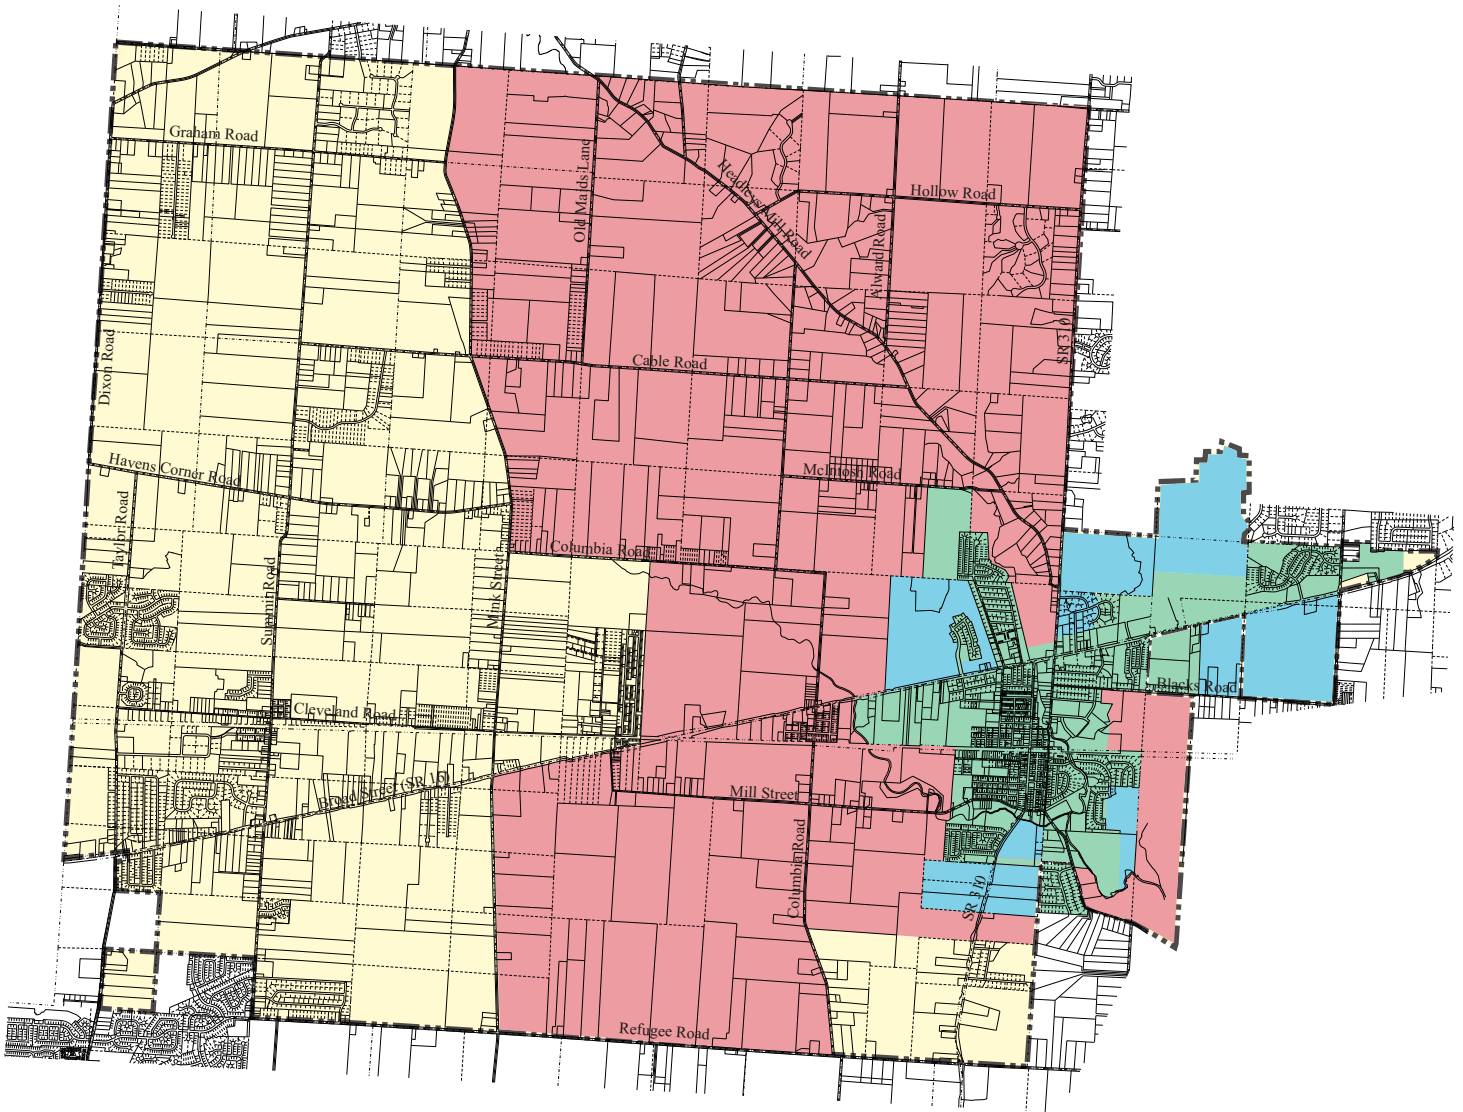 Graham Road
Old Maids Lane
Headleys Mill Road
Hollow Road
Alward Road
SR 310
Dixon Road
Cable Road
Havens Corner Road
McIntosh Road
Taylor Road
Columbia Road
Mink Street
Summit Road
Blacks Road
Cleveland Road
Broad Street (SR 16)
Mill Street
Columbia Road
SR 310
Refugee Road